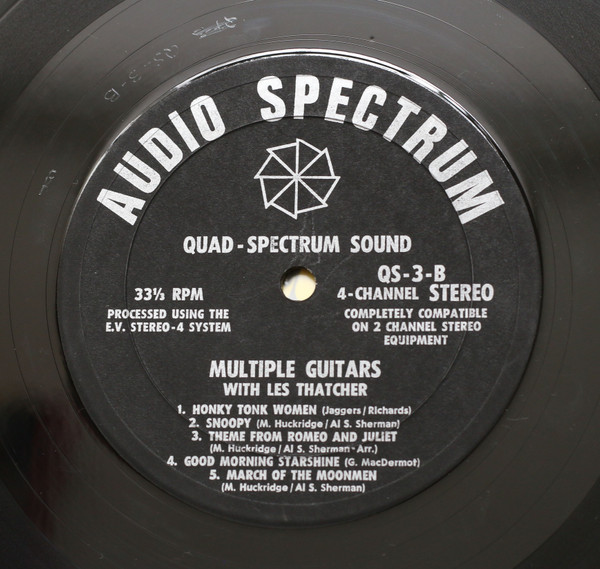 AUDIO SPECTRUM
QUAD-SPECTRUM SOUND
QS-3-B
33⅓ RPM
4-CHANNEL STEREO
PROCESSED USING THE
E.V. STEREO-4 SYSTEM
COMPLETELY COMPATIBLE
ON 2 CHANNEL STEREO
EQUIPMENT
MULTIPLE GUITARS
WITH LES THATCHER
1. HONKY TONK WOMEN (Jaggers/Richards)
2. SNOOPY (M. Huckridge/Al S. Sherman)
3. THEME FROM ROMEO AND JULIET
(M. Huckridge/Al S. Sherman-Arr.)
4. GOOD MORNING STARSHINE (G. MacDermot)
5. MARCH OF THE MOONMEN
(M. Huckridge/Al S. Sherman)
QS-3-B